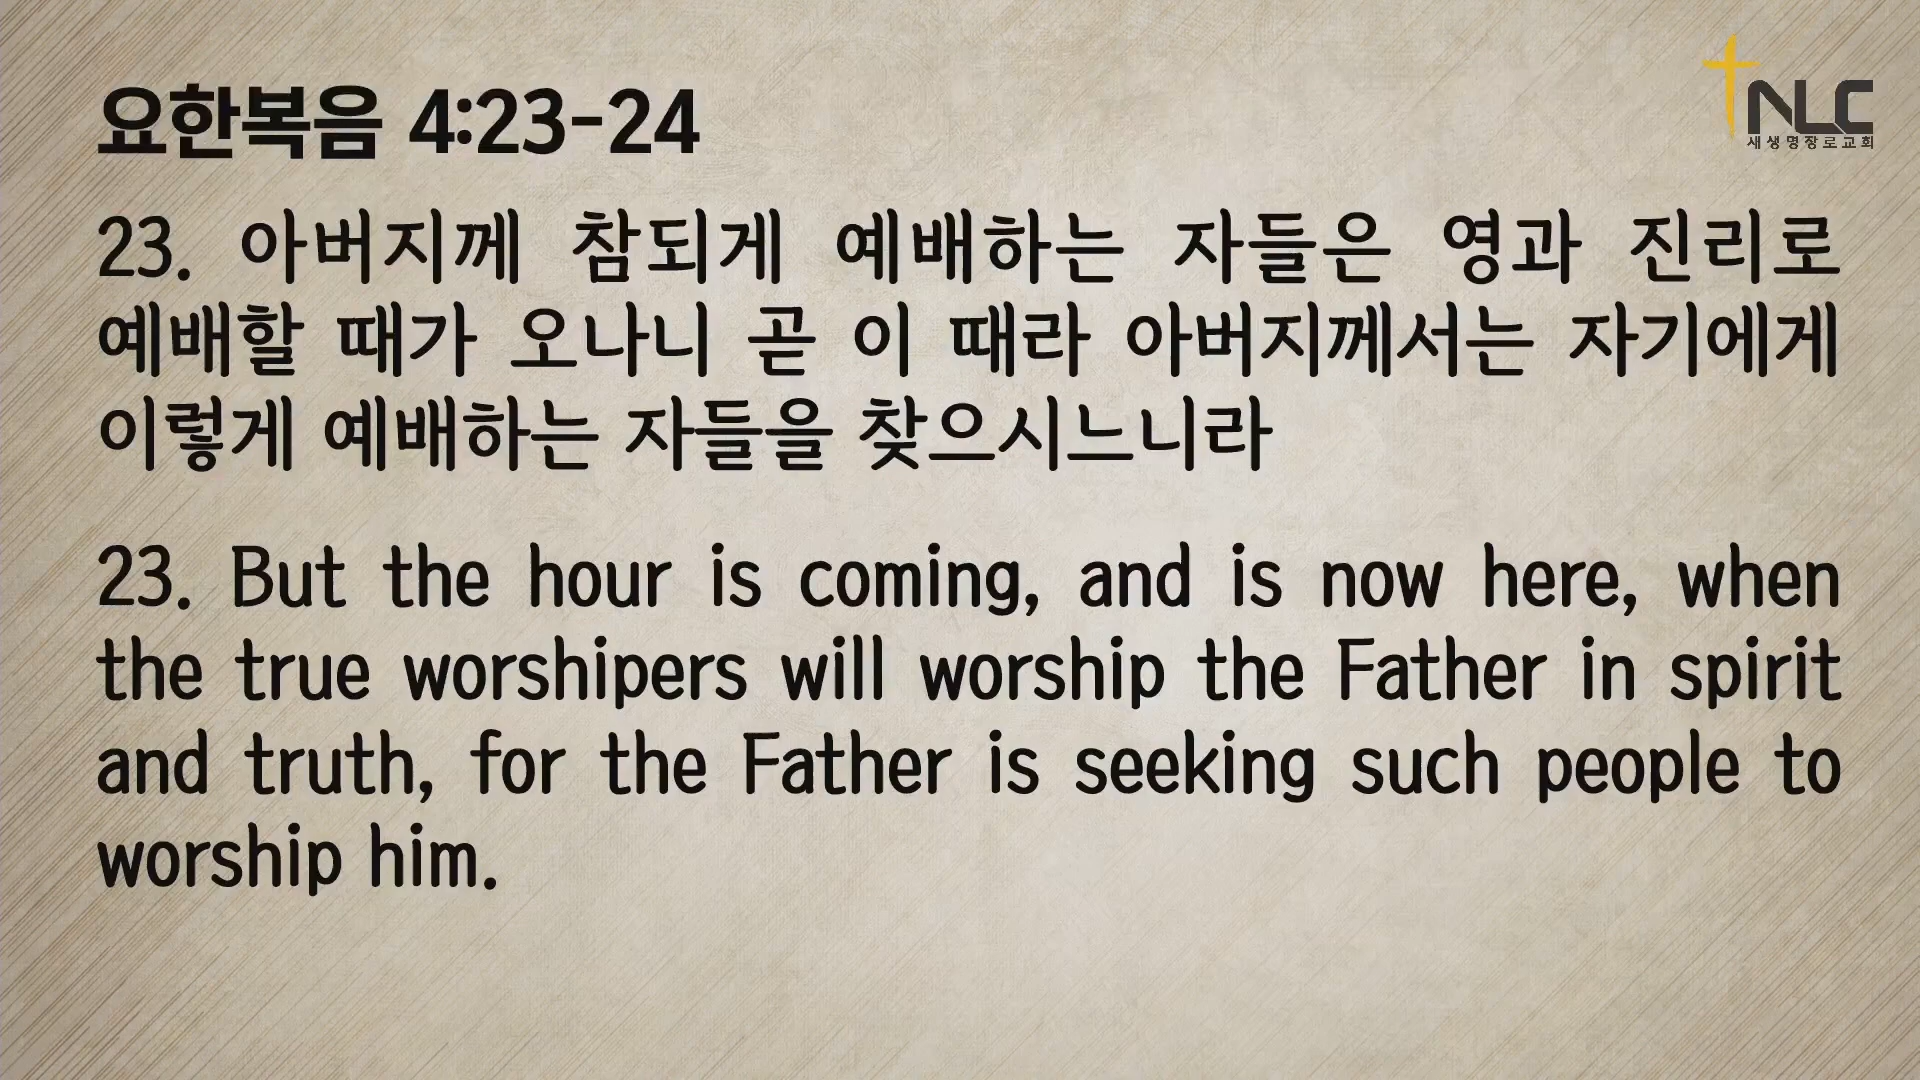 요한복음 4:23-24
NLC
새생명장로교회
23. 아버지께 참되게 예배하는 자들은 영과 진리로
예배할 때가 오나니 곧 이 때라 아버지께서는 자기에게
이렇게 예배하는 자들을 찾으시느니라
23. But the hour is coming, and is now here, when
the true worshipers will worship the Father in spirit
and truth, for the Father is seeking such people to
worship him.